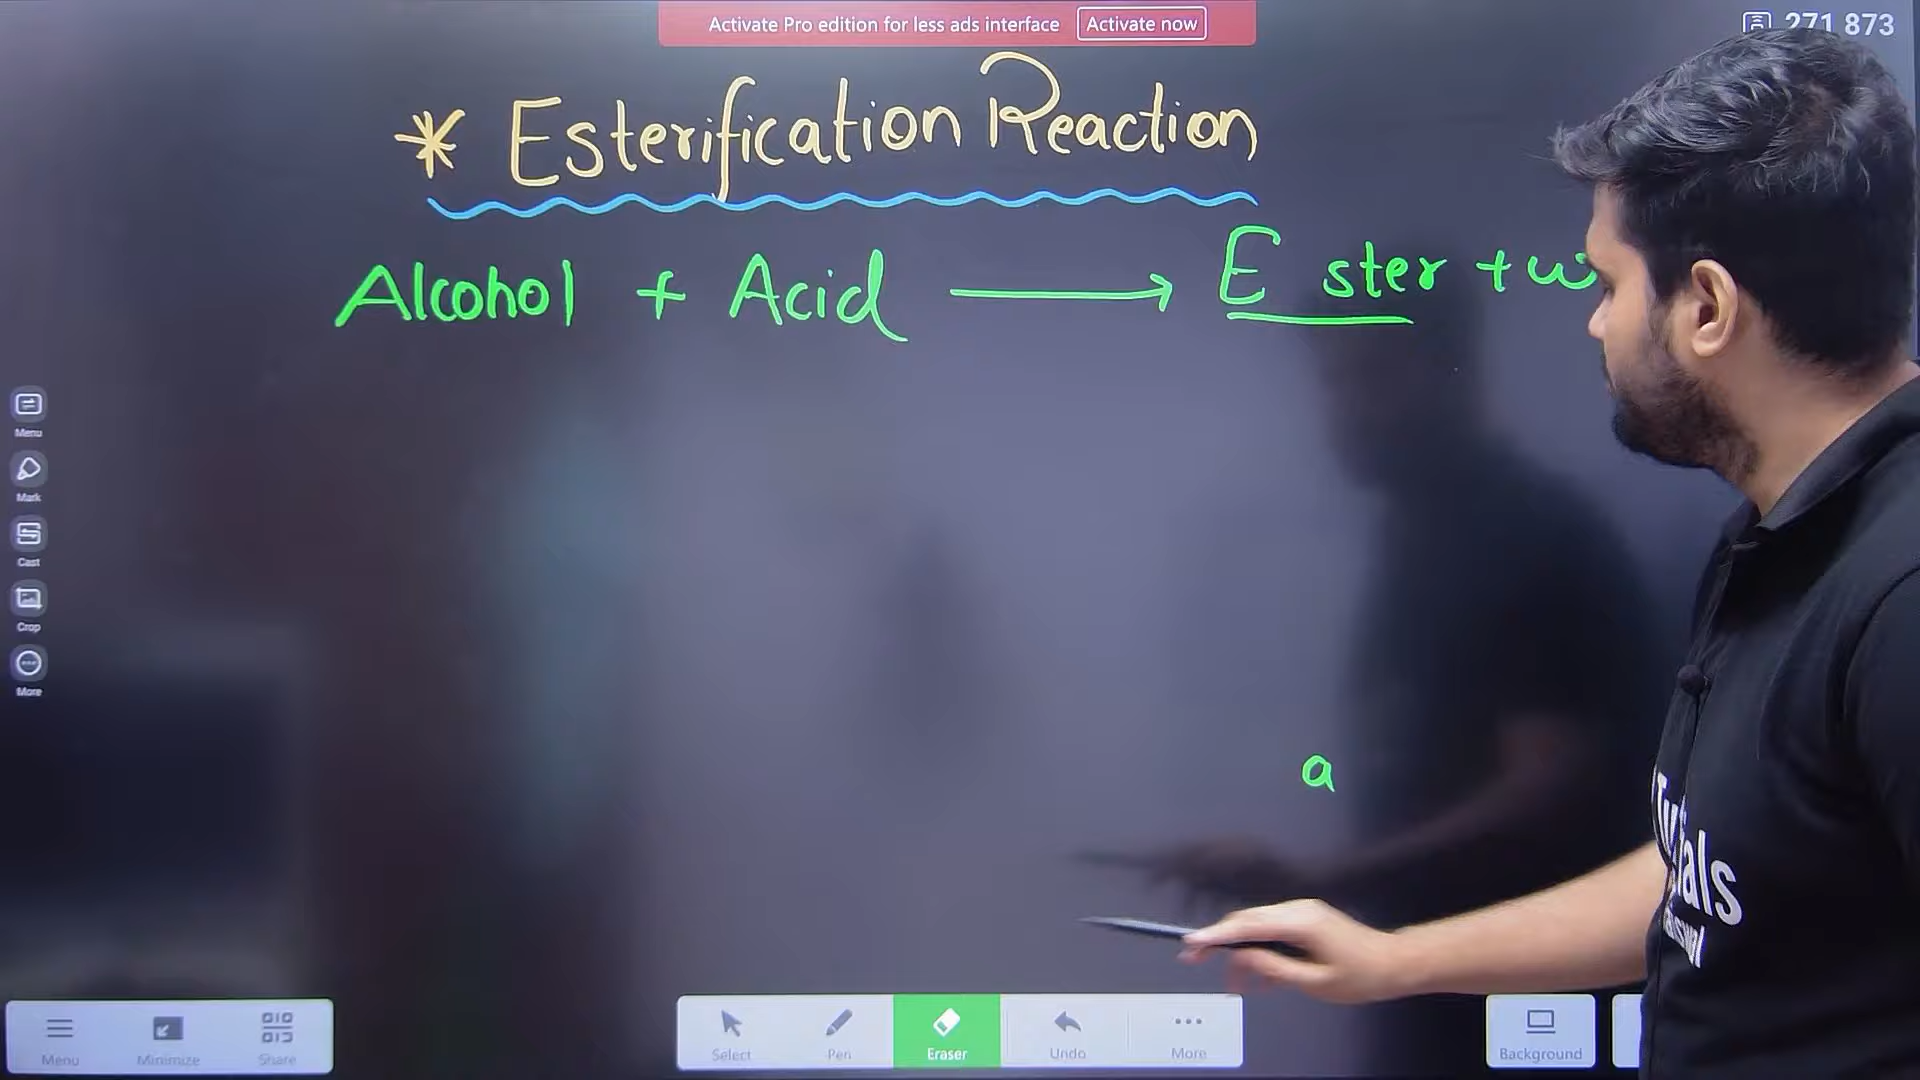 Activate Pro edition for less ads interface Activate now
271 873
* Esterification Reaction
Alcohol + Acid → Ester + w
Menu
Mark
Cast
Crop
More
a
Menu Minimize Share
Select Pen Eraser Undo More
Background